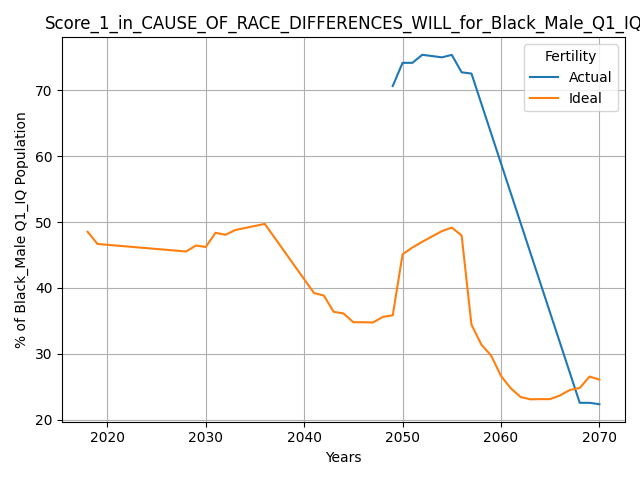 Score_1_in_CAUSE_OF_RACE_DIFFERENCES_WILL_for_Black_Male_Q1_IQ
Fertility
Actual
Ideal
% of Black_Male Q1_IQ Population
70
60
50
40
30
20
2020
2030
2040
2050
2060
2070
Years